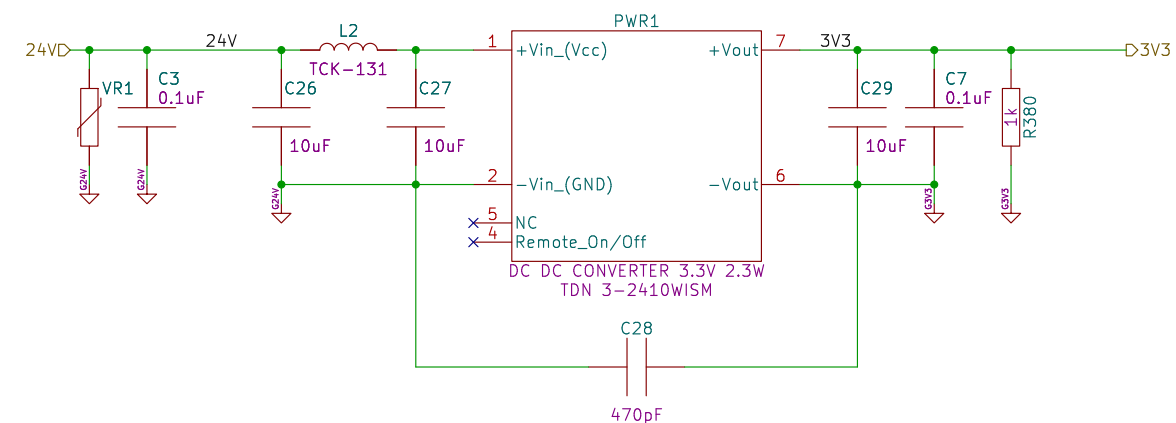 PWR1
24V
24V
L2
TCK-131
1
+Vin_(Vcc)
+Vout
7
3V3
3V3
VR1
C3
0.1uF
C26
10uF
C27
10uF
C29
10uF
C7
0.1uF
1k
R380
G24V
G24V
G24V
2
-Vin_(GND)
-Vout
6
G3V3
G3V3
5
NC
4
Remote_On/Off
DC DC CONVERTER 3.3V 2.3W
TDN 3-2410WISM
C28
470pF